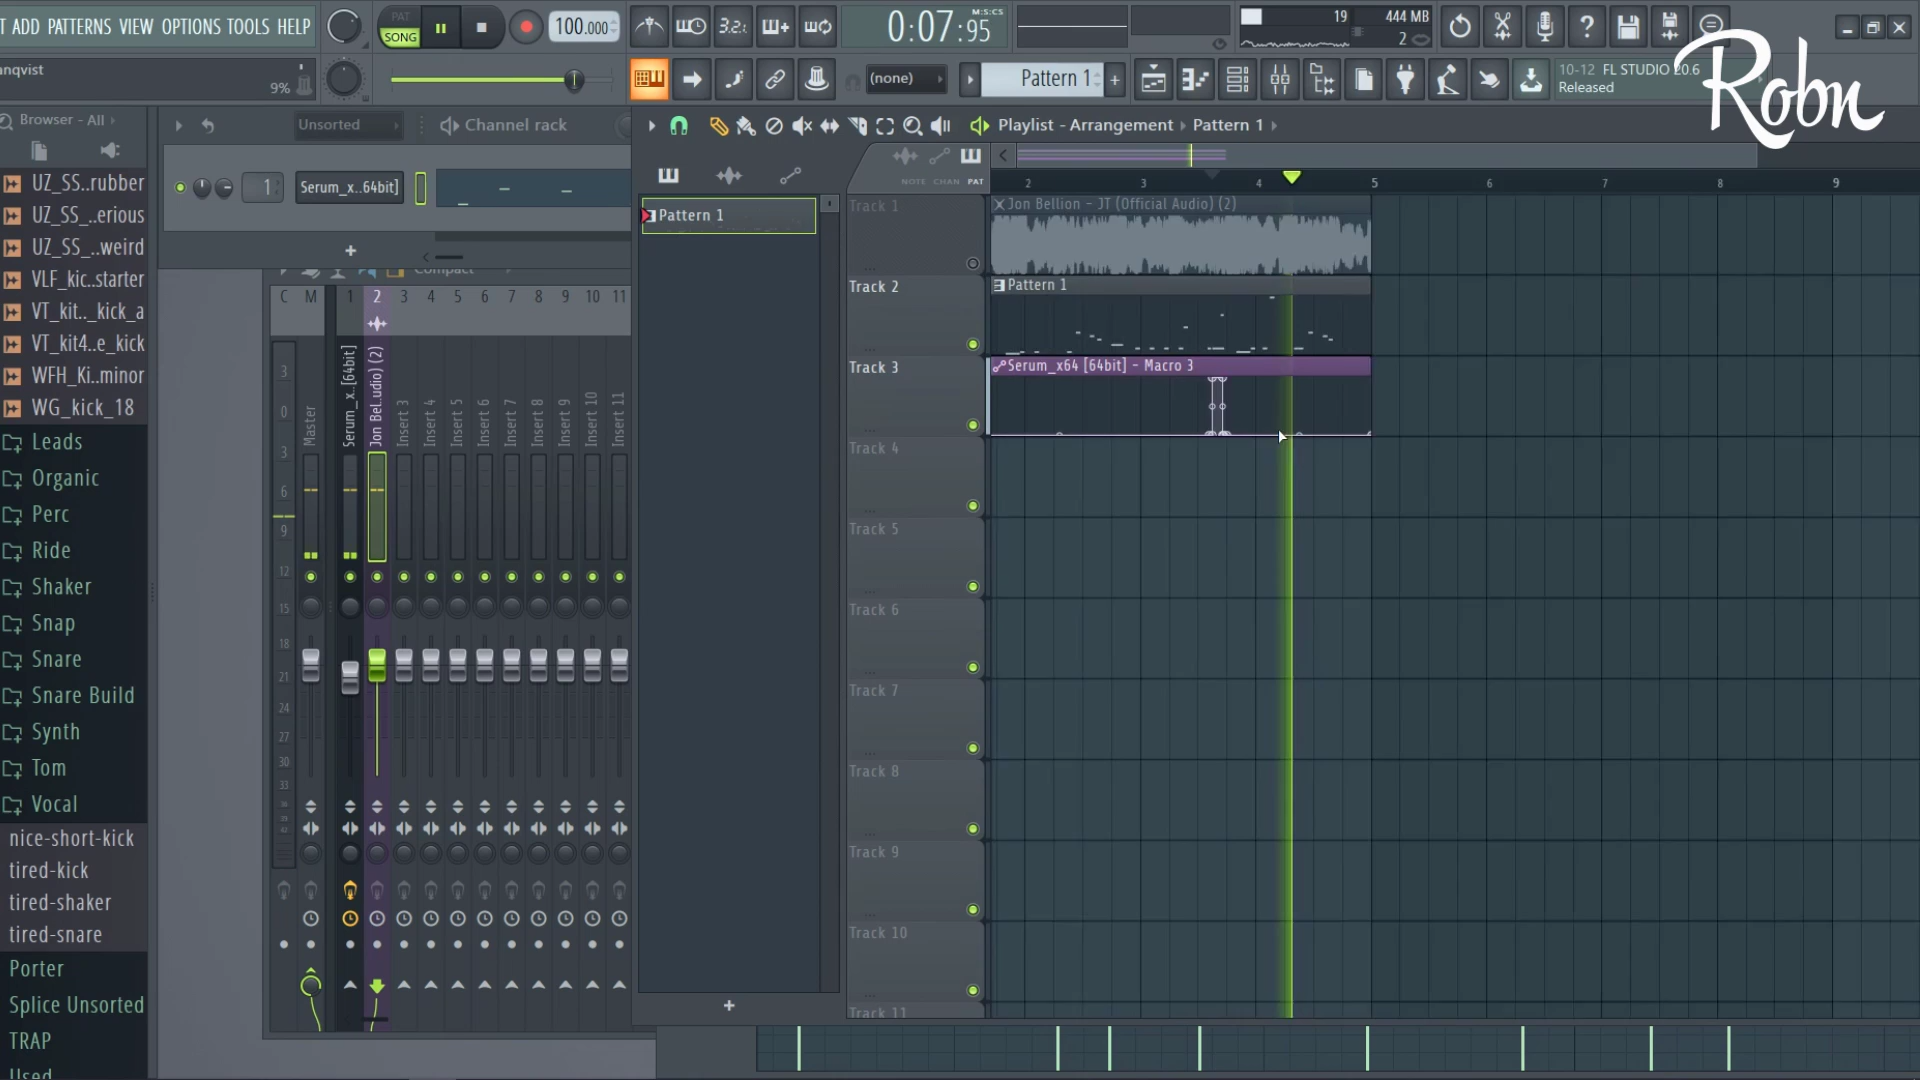 T ADD PATTERNS VIEW OPTIONS TOOLS HELP
PAT
SONG
100.000
3.2.
0:07:95
M:S:CS
19
444 MB
2
nqvist
9%
(none)
Pattern 1
10-12 FL STUDIO 20.6
Released
Robn
Browser - All
Unsorted
Channel rack
Playlist - Arrangement
Pattern 1
NOTE CHAN PAT
2 3 4 5 6 7 8 9
UZ_SS..rubber
UZ_SS_..erious
UZ_SS_..weird
VLF_kic..starter
VT_kit.._kick_a
VT_kit4..e_kick
WFH_Ki..minor
WG_kick_18
Leads
Organic
Perc
Ride
Shaker
Snap
Snare
Snare Build
Synth
Tom
Vocal
nice-short-kick
tired-kick
tired-shaker
tired-snare
Porter
Splice Unsorted
TRAP
Used
1
Serum_x..64bit]
Compact
C M 1 2 3 4 5 6 7 8 9 10 11
Master
Serum_x..[64bit]
Jon Bel..udio) (2)
Insert 3
Insert 4
Insert 5
Insert 6
Insert 7
Insert 8
Insert 9
Insert 10
Insert 11
3
0
3
6
9
12
15
18
21
24
27
30
33
Pattern 1
Track 1
Jon Bellion - JT (Official Audio) (2)
Track 2
Pattern 1
Track 3
Serum_x64 [64bit] - Macro 3
Track 4
Track 5
Track 6
Track 7
Track 8
Track 9
Track 10
Track 11